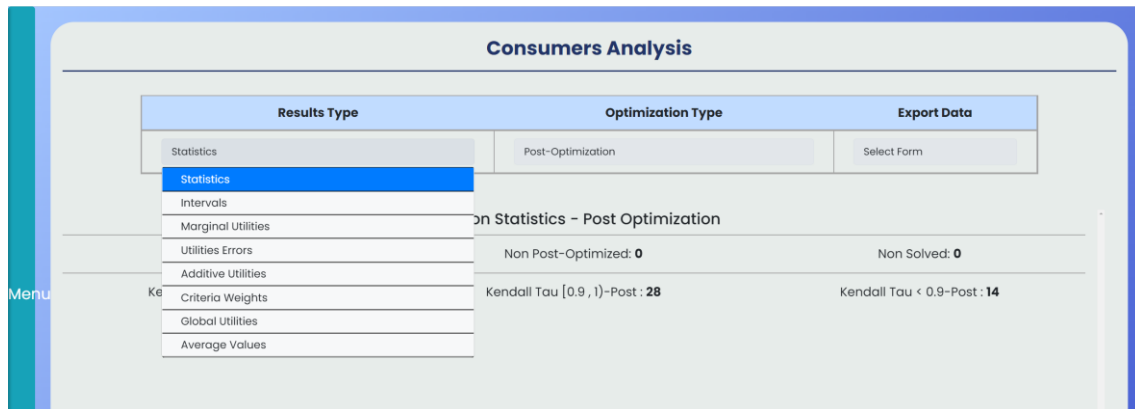 Consumers Analysis
Results Type Optimization Type Export Data
Statistics Post-Optimization Select Form
Statistics
Intervals
Marginal Utilities
Utilities Errors
Additive Utilities
Criteria Weights
Global Utilities
Average Values
Statistics - Post Optimization
Non Post-Optimized: 0 Non Solved: 0
Menu
Kendall Tau [0.9 , 1)-Post : 28 Kendall Tau < 0.9-Post : 14